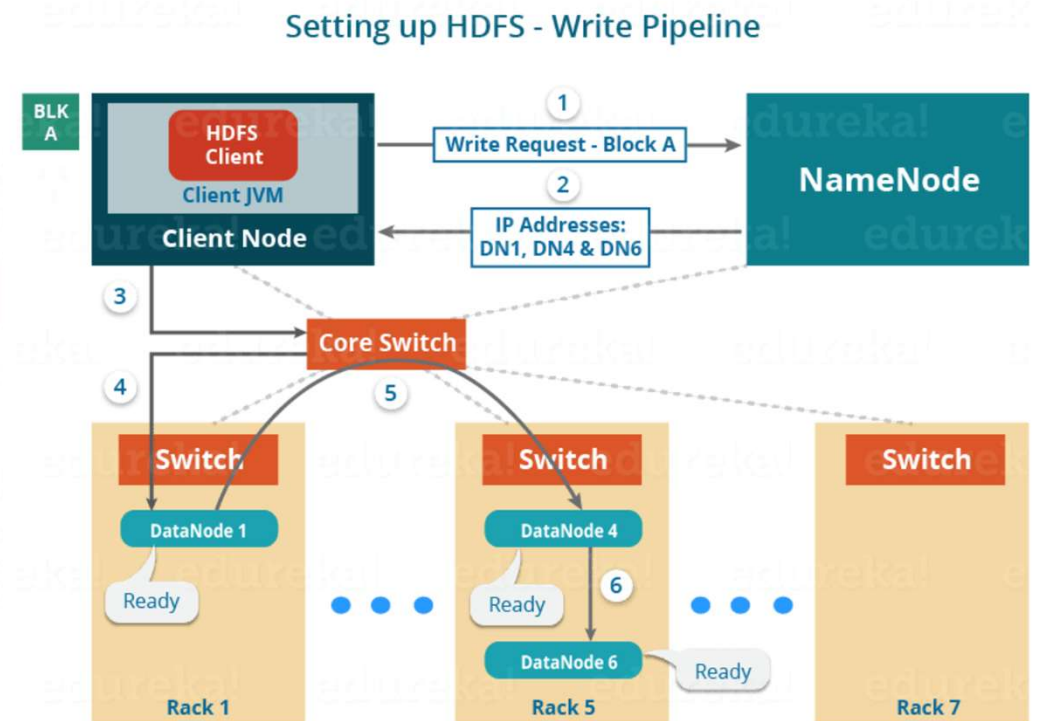 Setting up HDFS - Write Pipeline
BLK
A
HDFS
Client
Client JVM
Client Node
1
Write Request - Block A
2
IP Addresses:
DN1, DN4 & DN6
NameNode
3
Core Switch
4
5
Switch
Switch
Switch
DataNode 1
DataNode 4
Ready
Ready
6
DataNode 6
Ready
Rack 1
Rack 5
Rack 7
edureka!